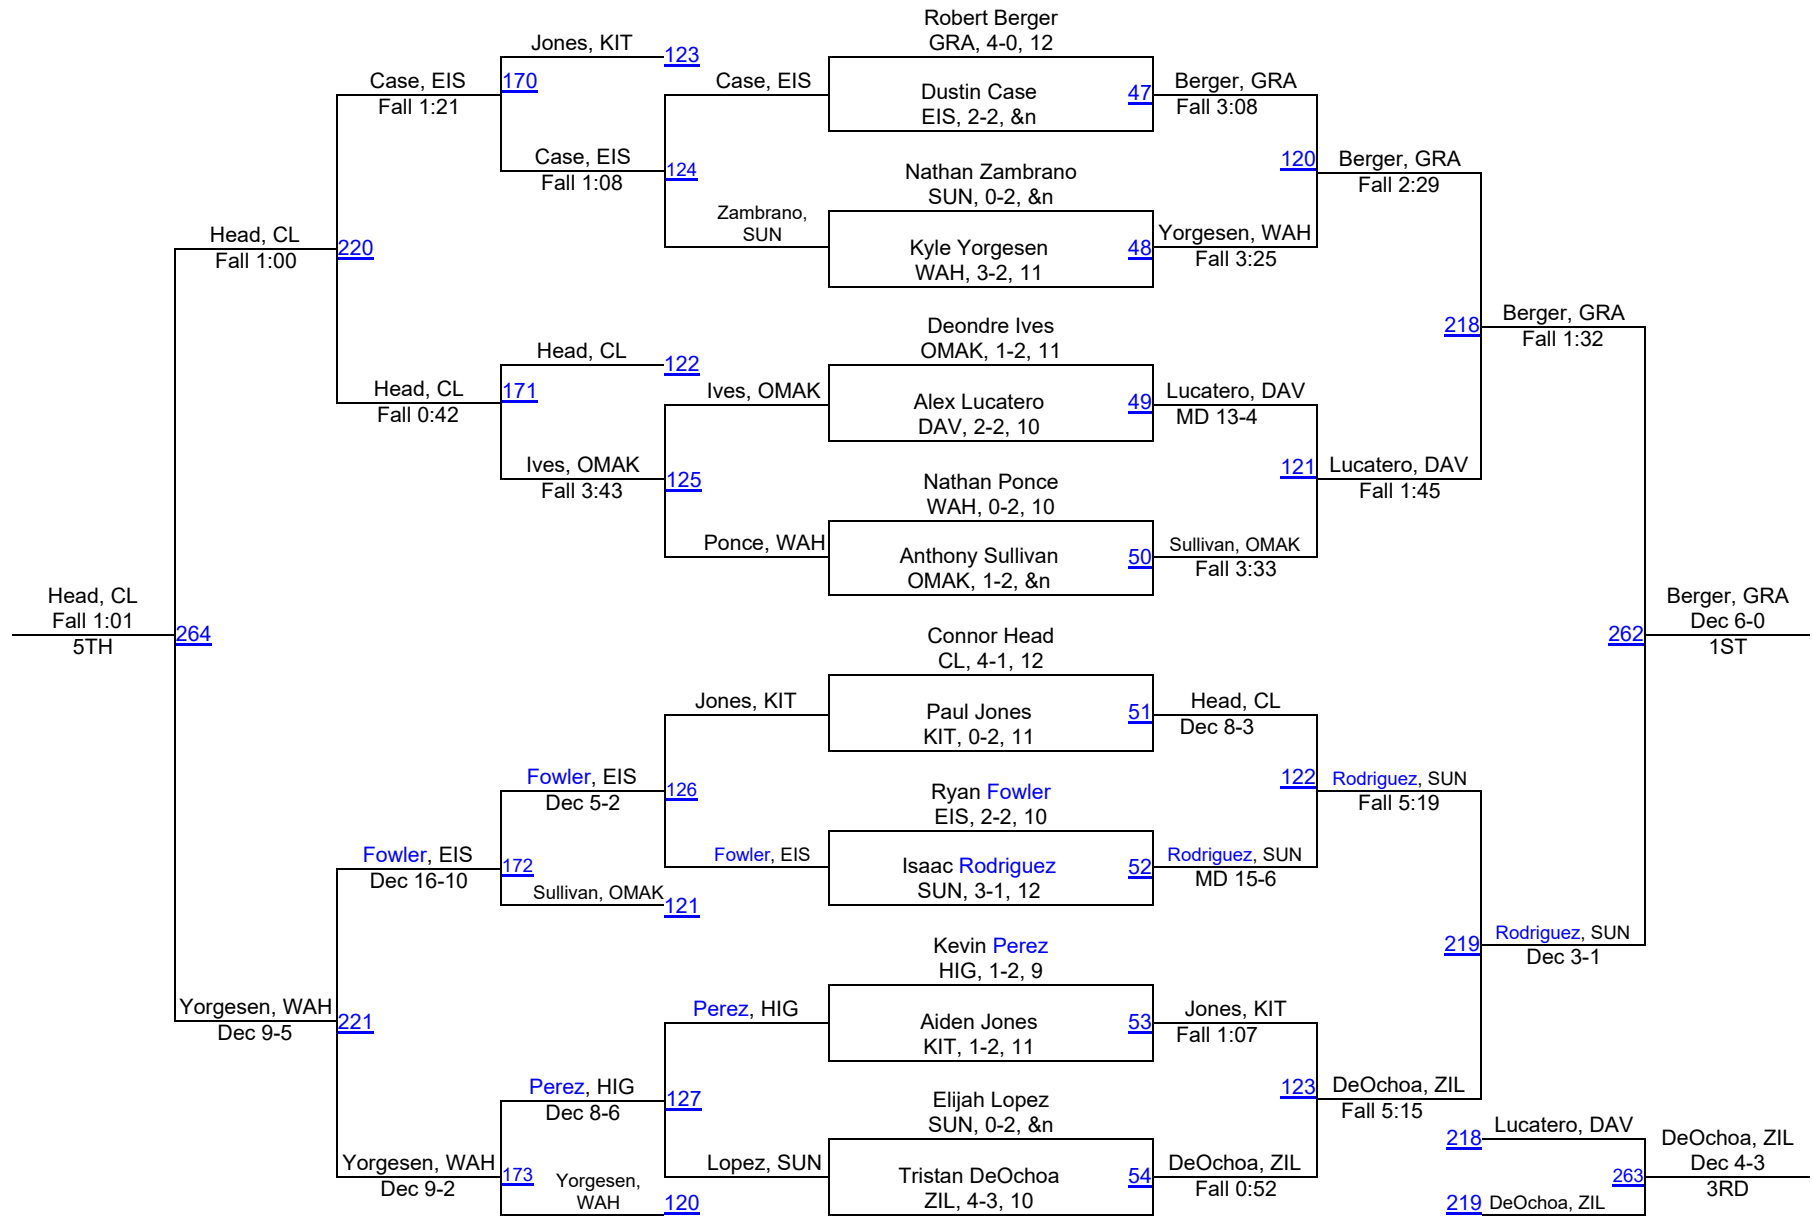 Robert Berger
GRA, 4-0, 12
Jones, KIT
123
Case, EIS
170
Case, EIS
Dustin Case
47
Berger, GRA
Fall 1:21
EIS, 2-2, &n
Fall 3:08
Case, EIS
124
Nathan Zambrano
120
Berger, GRA
Fall 1:08
SUN, 0-2, &n
Fall 2:29
Zambrano,
SUN
Head, CL
220
Kyle Yorgesen
48
Yorgesen, WAH
Fall 1:00
WAH, 3-2, 11
Fall 3:25
Deondre Ives
218
Berger, GRA
Head, CL
122
OMAK, 1-2, 11
Fall 1:32
Head, CL
171
Ives, OMAK
Alex Lucatero
49
Lucatero, DAV
Fall 0:42
DAV, 2-2, 10
MD 13-4
Ives, OMAK
125
Nathan Ponce
121
Lucatero, DAV
Fall 3:43
WAH, 0-2, 10
Fall 1:45
Ponce, WAH
Anthony Sullivan
50
Sullivan, OMAK
OMAK, 1-2, &n
Fall 3:33
Head, CL
Fall 1:01
264
5TH
Berger, GRA
Dec 6-0
262
1ST
Connor Head
CL, 4-1, 12
Jones, KIT
Paul Jones
51
Head, CL
KIT, 0-2, 11
Dec 8-3
Fowler, EIS
126
Ryan Fowler
122
Rodriguez, SUN
Dec 5-2
EIS, 2-2, 10
Fall 5:19
Fowler, EIS
172
Fowler, EIS
Isaac Rodriguez
52
Rodriguez, SUN
Dec 16-10
SUN, 3-1, 12
MD 15-6
Sullivan, OMAK
121
Kevin Perez
219
Rodriguez, SUN
HIG, 1-2, 9
Dec 3-1
Yorgesen, WAH
221
Perez, HIG
Aiden Jones
53
Jones, KIT
Dec 9-5
KIT, 1-2, 11
Fall 1:07
Perez, HIG
127
Elijah Lopez
123
DeOchoa, ZIL
Dec 8-6
SUN, 0-2, &n
Fall 5:15
218
Lucatero, DAV
Yorgesen, WAH
173
Yorgesen,
WAH
120
Lopez, SUN
Tristan DeOchoa
54
DeOchoa, ZIL
Dec 9-2
ZIL, 4-3, 10
Fall 0:52
DeOchoa, ZIL
Dec 4-3
263
3RD
219
DeOchoa, ZIL